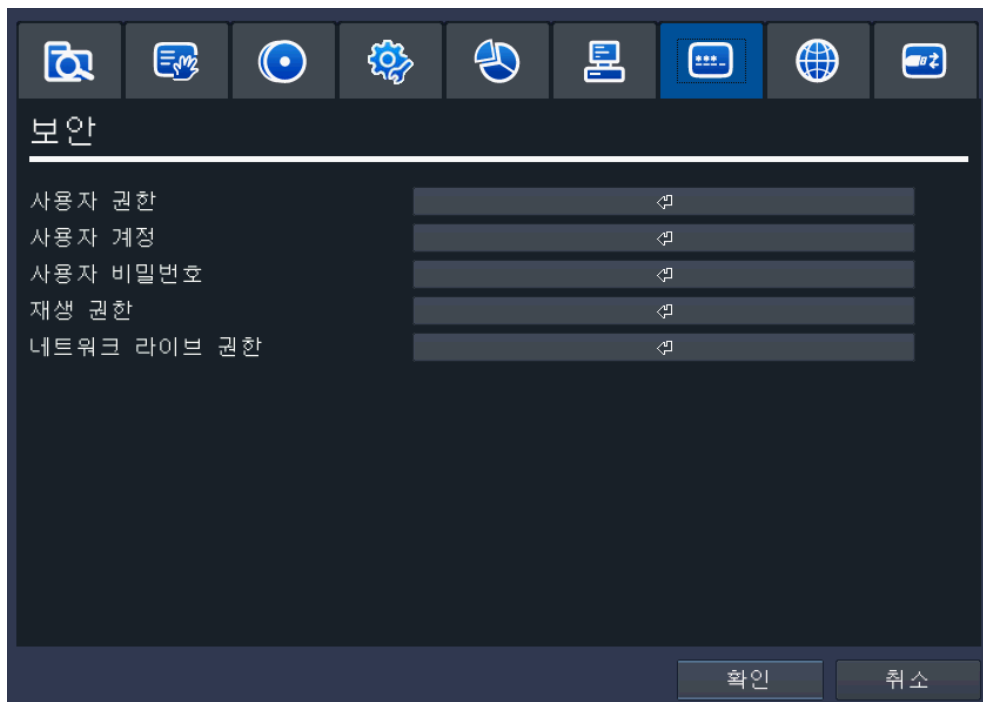 보안
사용자 권한
사용자 계정
사용자 비밀번호
재생 권한
네트워크 라이브 권한
확인
취소